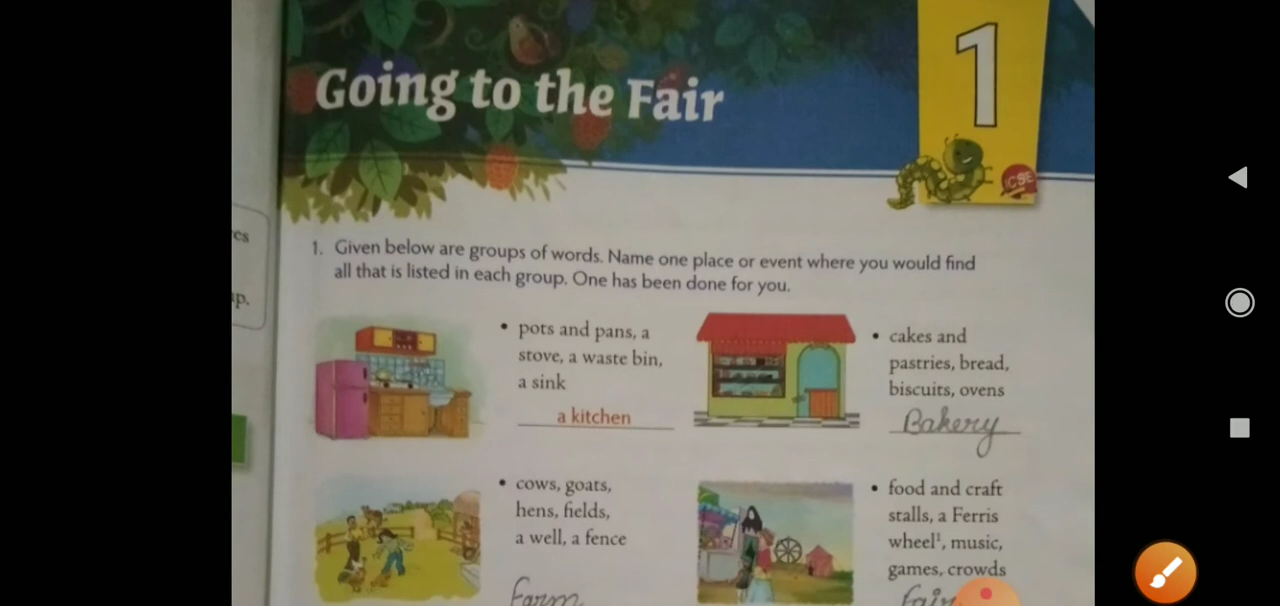 Going to the Fair
1
ICSE
1. Given below are groups of words. Name one place or event where you would find
all that is listed in each group. One has been done for you.
• pots and pans, a
stove, a waste bin,
a sink
a kitchen
• cakes and
pastries, bread,
biscuits, ovens
Bakery
• cows, goats,
hens, fields,
a well, a fence
Farm
• food and craft
stalls, a Ferris
wheel¹, music,
games, crowds
fair